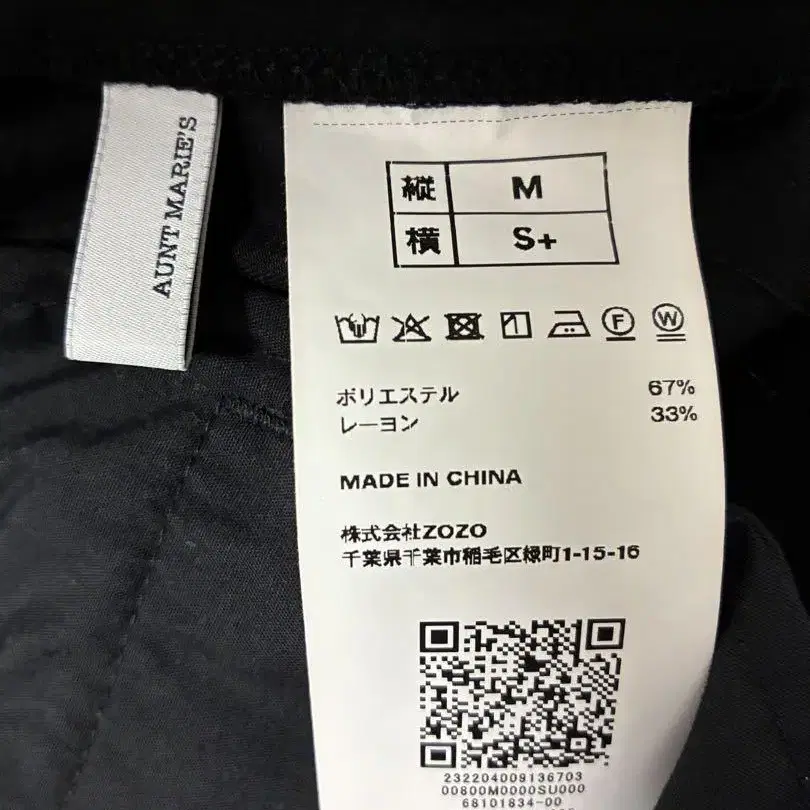 AUNT MARIE'S
縦 M
横 S+
F W
ポリエステル 67%
レーヨン 33%
MADE IN CHINA
株式会社ZOZO
千葉県千葉市稲毛区緑町1-15-16
232204009136703
00800M0000SU000
68101834-00